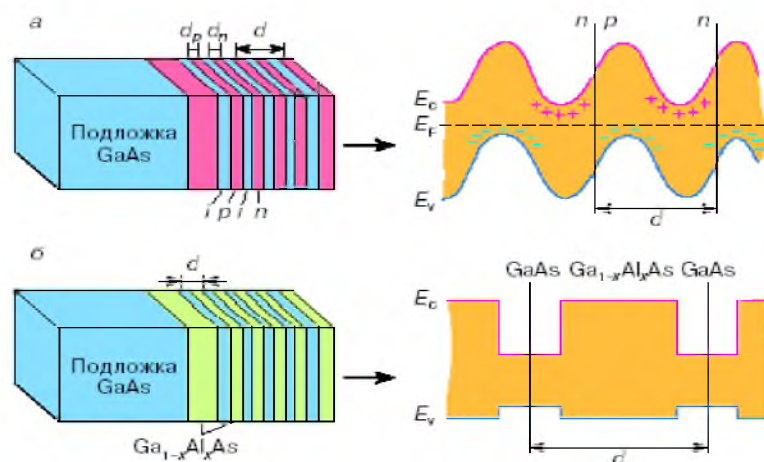 а
d_p d_n d
Подложка
GaAs
i p i n
n p n
E_c
E_F
E_v
d
б
d
Подложка
GaAs
Ga_{1-x}Al_xAs
GaAs Ga_{1-x}Al_xAs GaAs
E_c
E_v
d